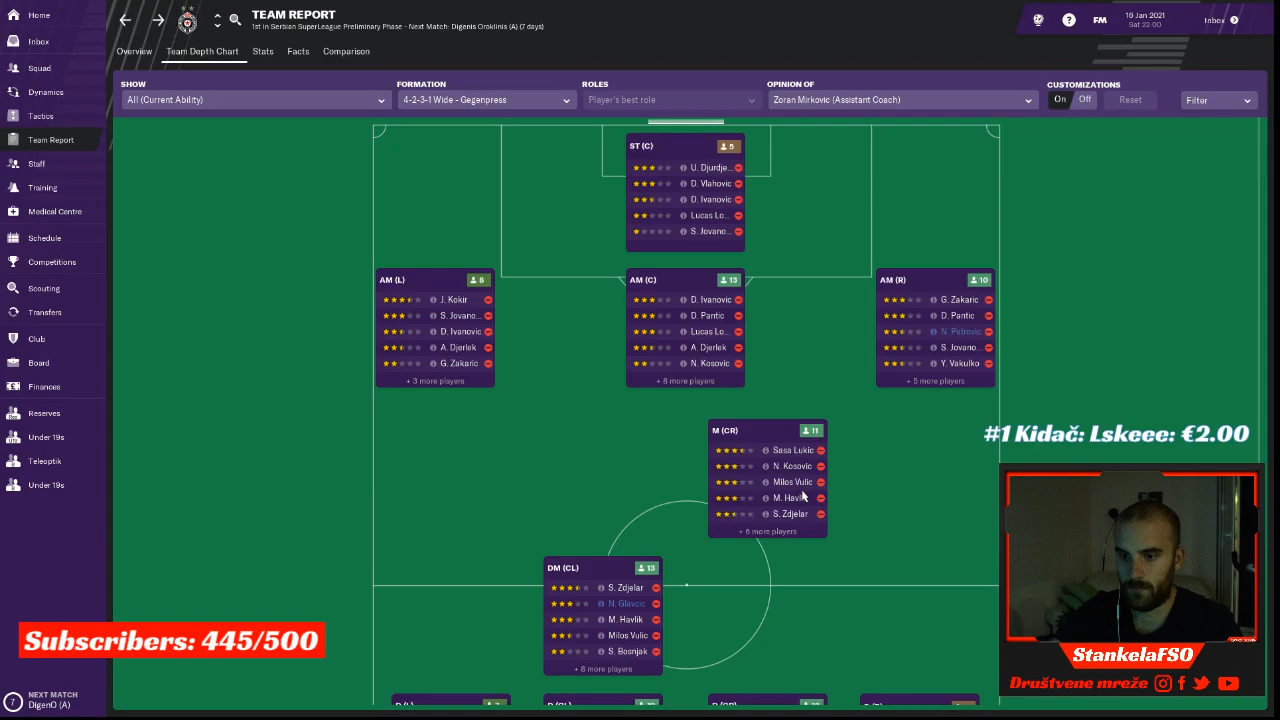 Home
Inbox
Squad
Dynamics
Tactics
Team Report
Staff
Training
Medical Centre
Schedule
Competitions
Scouting
Transfers
Club
Board
Finances
Reserves
Under 19s
Teleoptik
Under 19s
NEXT MATCH
DigenO (A)
TEAM REPORT
1st in Serbian SuperLeague Preliminary Phase - Next Match: Digenis Oroklinis (A) (7 days)
FM
16 Jan 2021
Sat 22:00
Inbox
Overview
Team Depth Chart
Stats
Facts
Comparison
SHOW
All (Current Ability)
FORMATION
4-2-3-1 Wide - Gegenpress
ROLES
Player's best role
OPINION OF
Zoran Mirkovic (Assistant Coach)
CUSTOMIZATIONS
On Off Reset
Filter
ST (C) 5
U. Djurdje...
D. Vlahovic
D. Ivanovic
Lucas Lo...
S. Jovano...
AM (L) 8
J. Kokir
S. Jovano...
D. Ivanovic
A. Djerlek
G. Zakaric
+ 3 more players
AM (C) 13
D. Ivanovic
D. Pantic
Lucas Lo...
A. Djerlek
N. Kosovic
+ 8 more players
AM (R) 10
G. Zakaric
D. Pantic
N. Petrovic
S. Jovano...
Y. Vakulko
+ 5 more players
M (CR) 11
Sasa Lukic
N. Kosovic
Milos Vulic
M. Havlik
S. Zdjelar
+ 6 more players
DM (CL) 13
S. Zdjelar
N. Glavcic
M. Havlik
Milos Vulic
S. Bosnjak
+ 8 more players
#1 Kidač: Lskeee: €2.00
Subscribers: 445/500
StankelaFSO
Društvene mreže